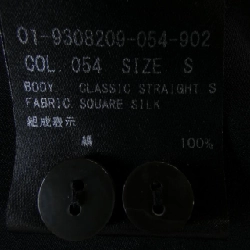 01-9308209-054-902
COL. 054 SIZE S
BODY. CLASSIC STRAIGHT S
FABRIC SQUARE SILK
組成表示
絹 100%